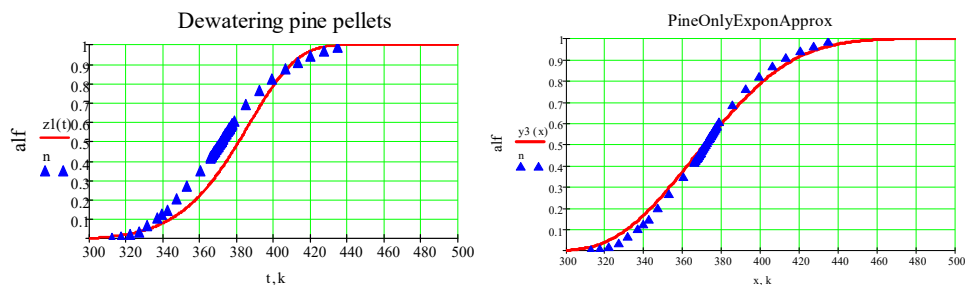 Dewatering pine pellets
1
0.9
0.8
0.7
z1(t)
0.6
0.5
n
0.4
0.3
0.2
0.1
alf
300 320 340 360 380 400 420 440 460 480 500
t,k
PineOnlyExponApprox
1
0.9
0.8
0.7
0.6
y3(x)
0.5
n
0.4
0.3
0.2
0.1
alf
300 320 340 360 380 400 420 440 460 480 500
x,k